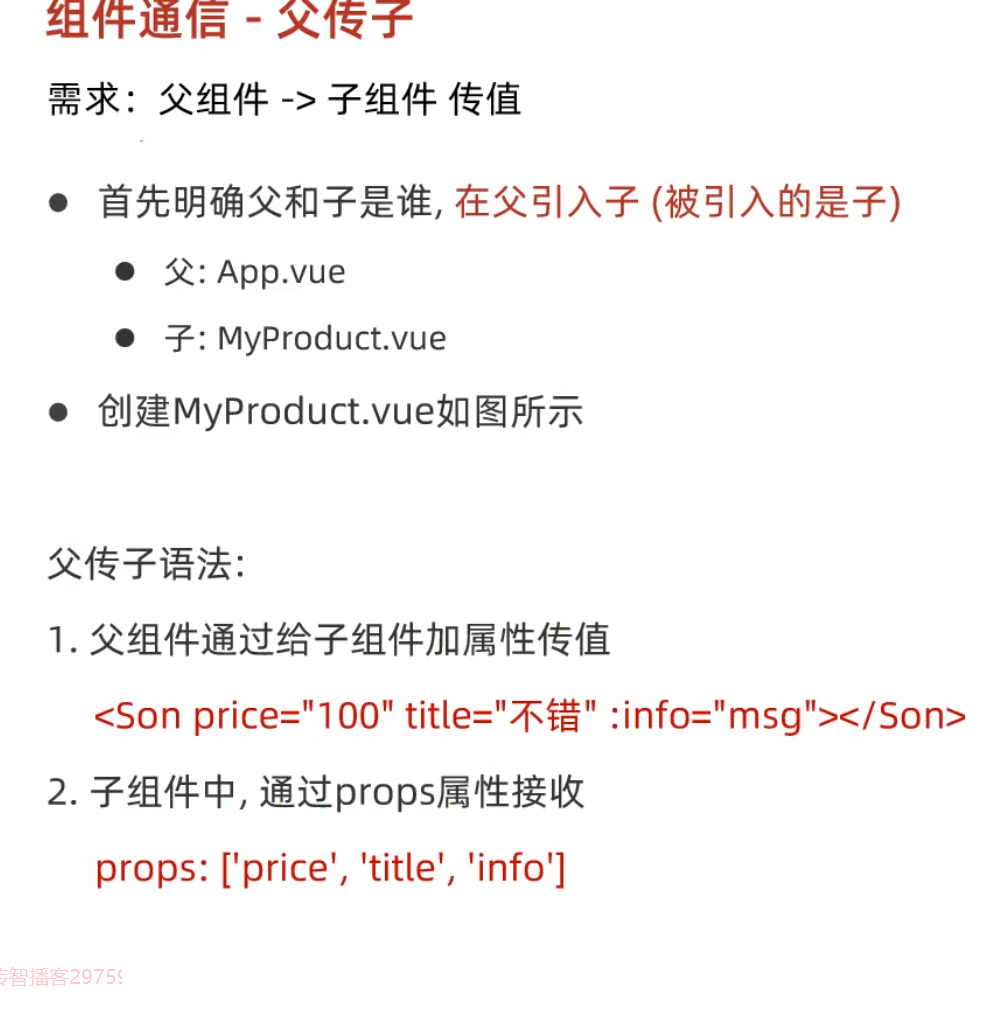 组件通信 - 父传子
需求：父组件 -> 子组件 传值
首先明确父和子是谁, 在父引入子 (被引入的是子)
父: App.vue
子: MyProduct.vue
创建MyProduct.vue如图所示
父传子语法:
1. 父组件通过给子组件加属性传值
<Son price="100" title="不错" :info="msg"></Son>
2. 子组件中, 通过props属性接收
props: ['price', 'title', 'info']
智播客2975